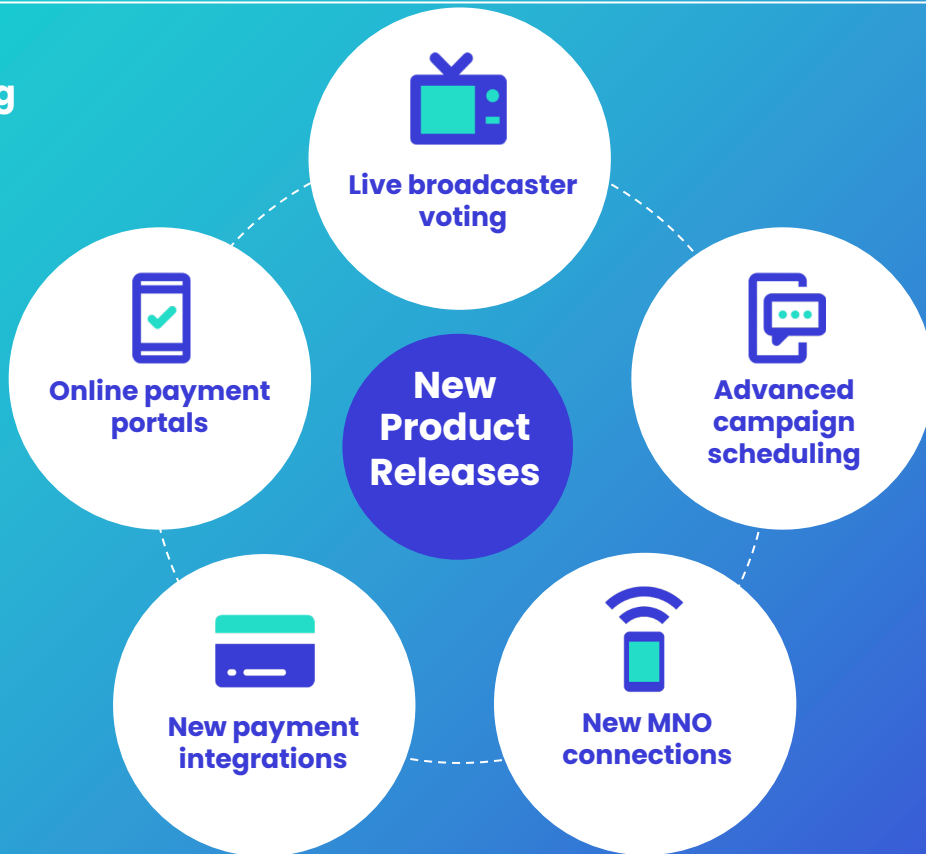 g
Live broadcaster
voting
Online payment
portals
Advanced
campaign
scheduling
New
Product
Releases
New payment
integrations
New MNO
connections